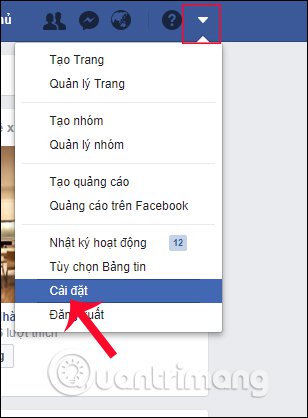 ủ
?
Tạo Trang
Quản lý Trang
Tạo nhóm
Quản lý nhóm
Tạo quảng cáo
Quảng cáo trên Facebook
Nhật ký hoạt động 12
Tùy chọn Bảng tin
Cài đặt
Đăng xuất
lượt thích
g
Quantrimang